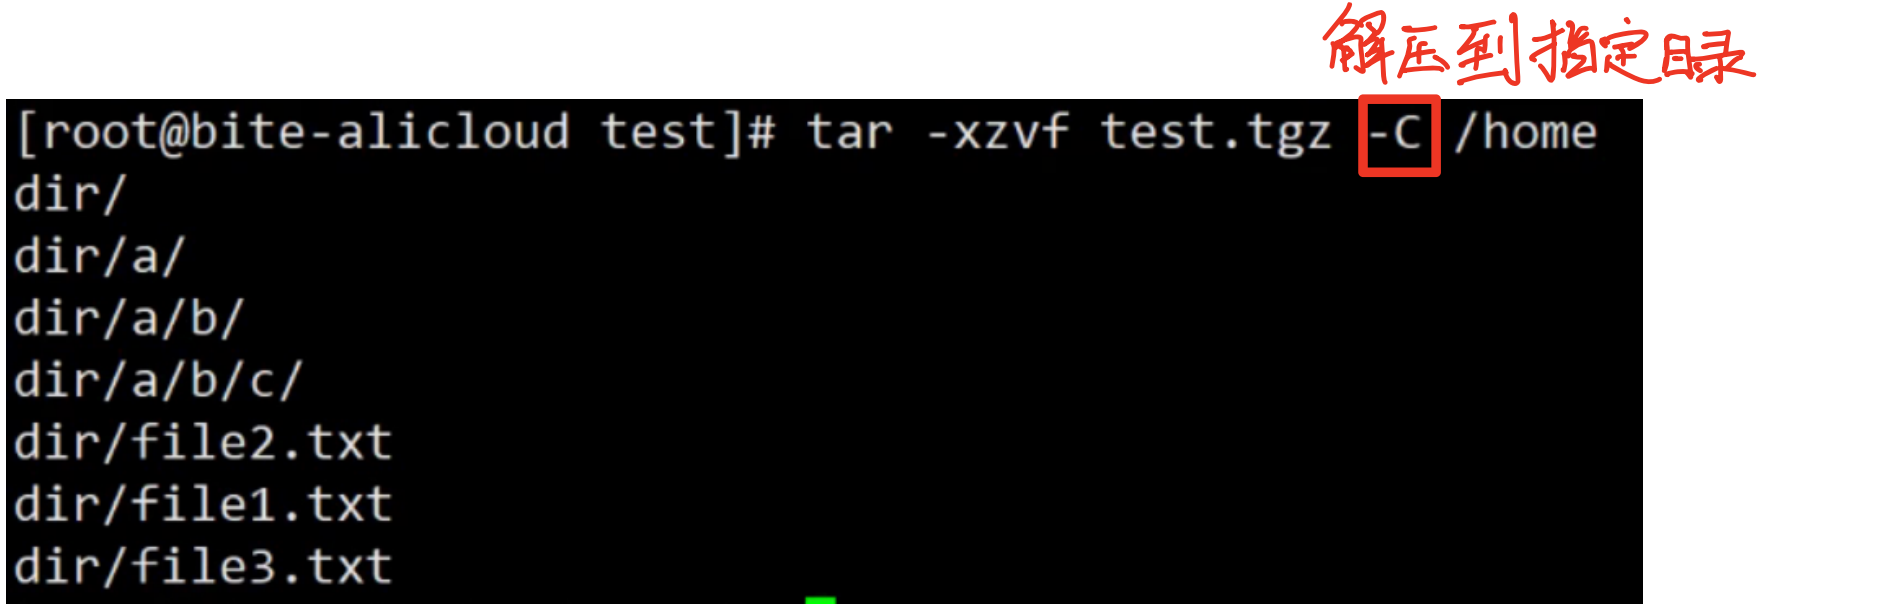 解压到指定目录
[root@bite-alicloud test]# tar -xzvf test.tgz -C /home
dir/
dir/a/
dir/a/b/
dir/a/b/c/
dir/file2.txt
dir/file1.txt
dir/file3.txt